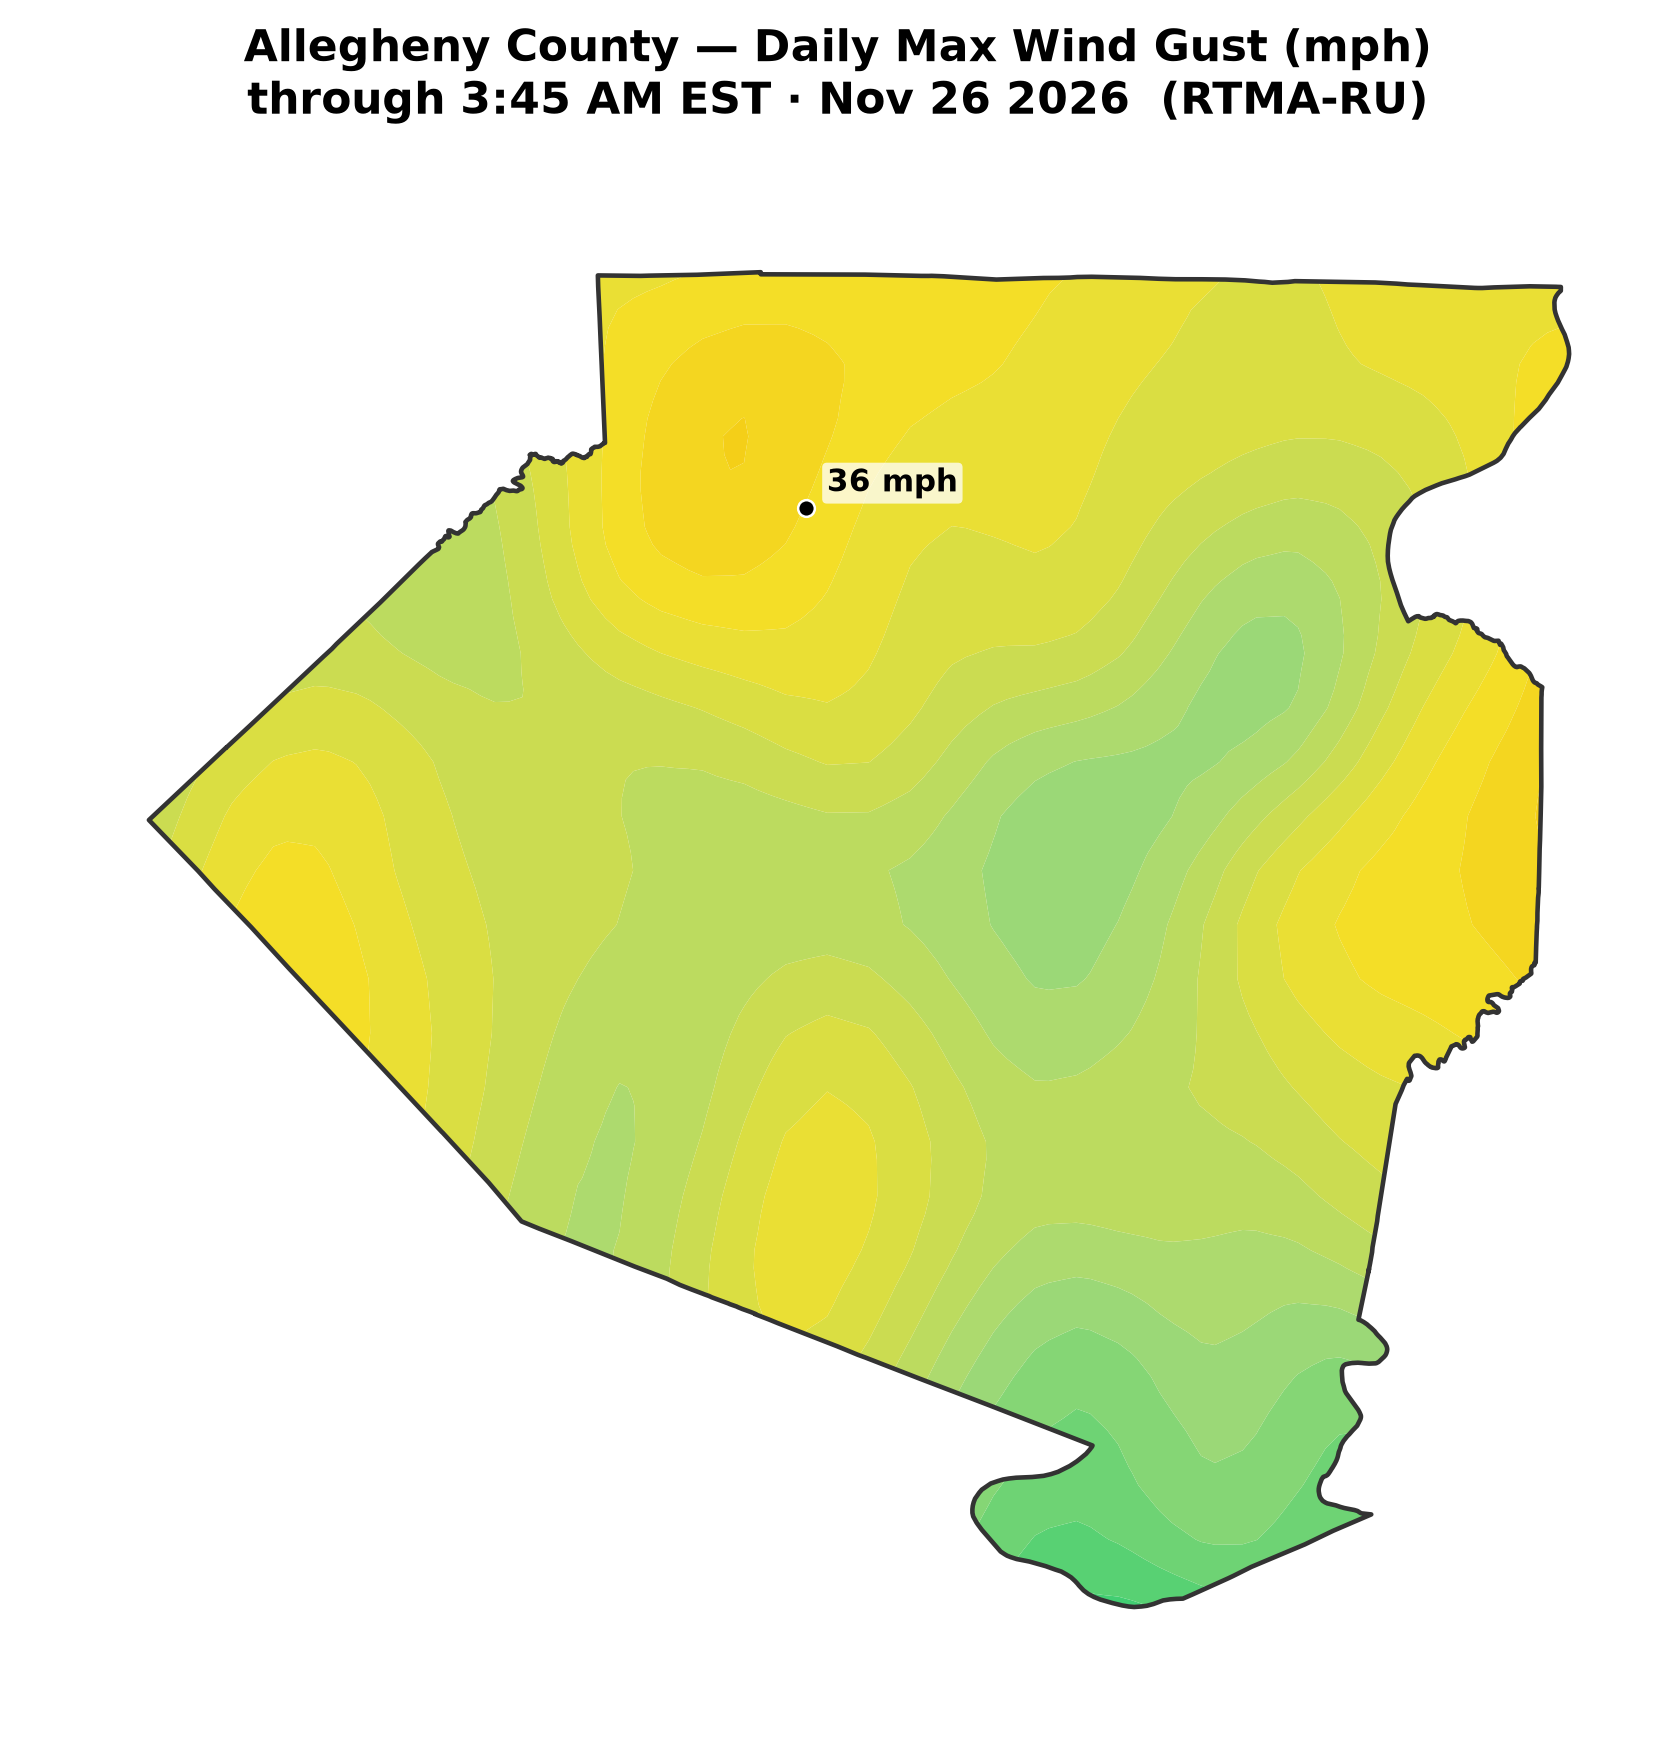 Allegheny County — Daily Max Wind Gust (mph)
through 3:45 AM EST · Nov 26 2026 (RTMA-RU)
36 mph